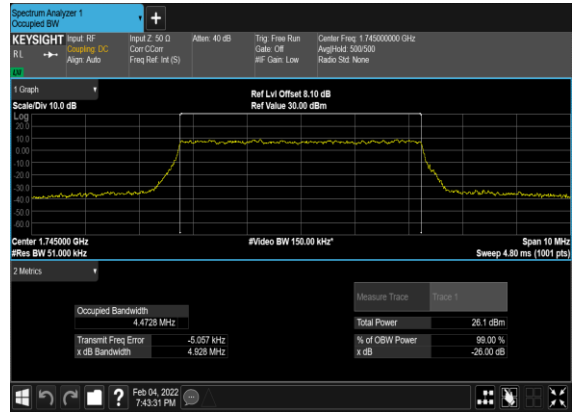 Spectrum Analyzer 1
Occupied BW
KEYSIGHT Input: RF Input Z: 50 Ω Atten: 40 dB Trig: Free Run Center Freq: 1.745000000 GHz
R L Coupling: DC Corr CCorr Gate: Off Avg|Hold: 500/500
Align: Auto Freq Ref: Int (S) #IF Gain: Low Radio Std: None
1 Graph
Ref Lvl Offset 8.10 dB
Scale/Div 10.0 dB Ref Value 30.00 dBm
Log
20.0
10.0
0.00
-10.0
-20.0
-30.0
-40.0
-50.0
-60.0
Center 1.745000 GHz #Video BW 150.00 kHz* Span 10 MHz
#Res BW 51.000 kHz Sweep 4.80 ms (1001 pts)
2 Metrics
Measure Trace Trace 1
Occupied Bandwidth
4.4728 MHz Total Power 26.1 dBm
Transmit Freq Error -5.057 kHz % of OBW Power 99.00 %
x dB Bandwidth 4.928 MHz x dB -26.00 dB
Feb 04, 2022
7:43:31 PM